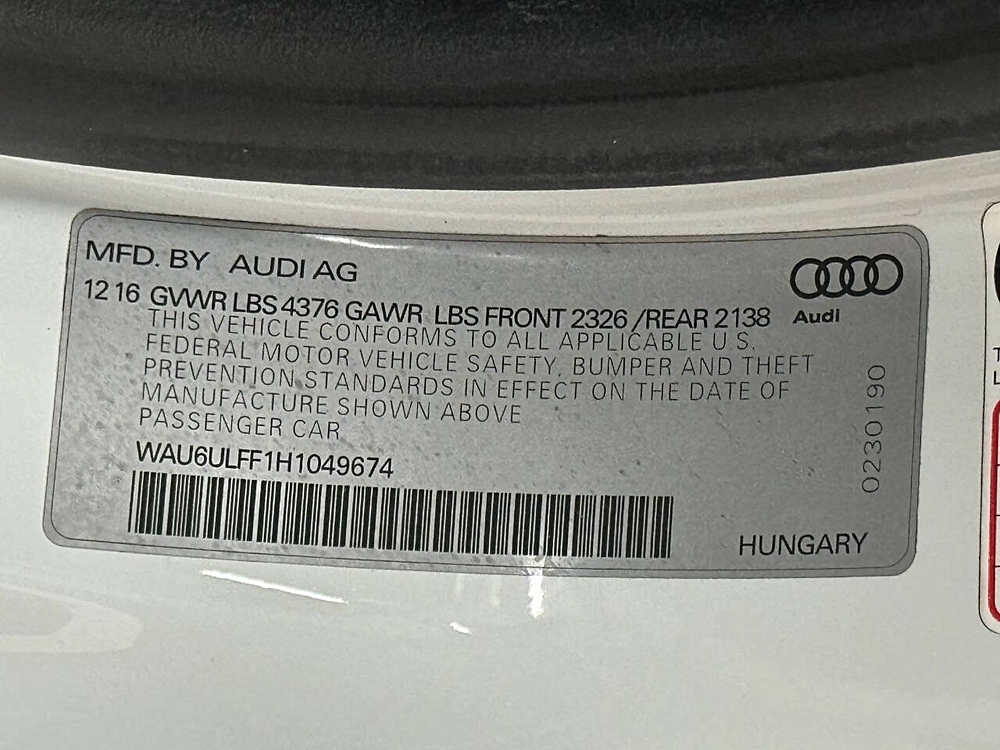 MFD. BY AUDI AG
12 16 GVWR LBS 4376 GAWR LBS FRONT 2326 /REAR 2138
Audi
THIS VEHICLE CONFORMS TO ALL APPLICABLE U S.
FEDERAL MOTOR VEHICLE SAFETY, BUMPER AND THEFT
PREVENTION STANDARDS IN EFFECT ON THE DATE OF
MANUFACTURE SHOWN ABOVE
PASSENGER CAR
WAU6ULFF1H1049674
HUNGARY
0230190